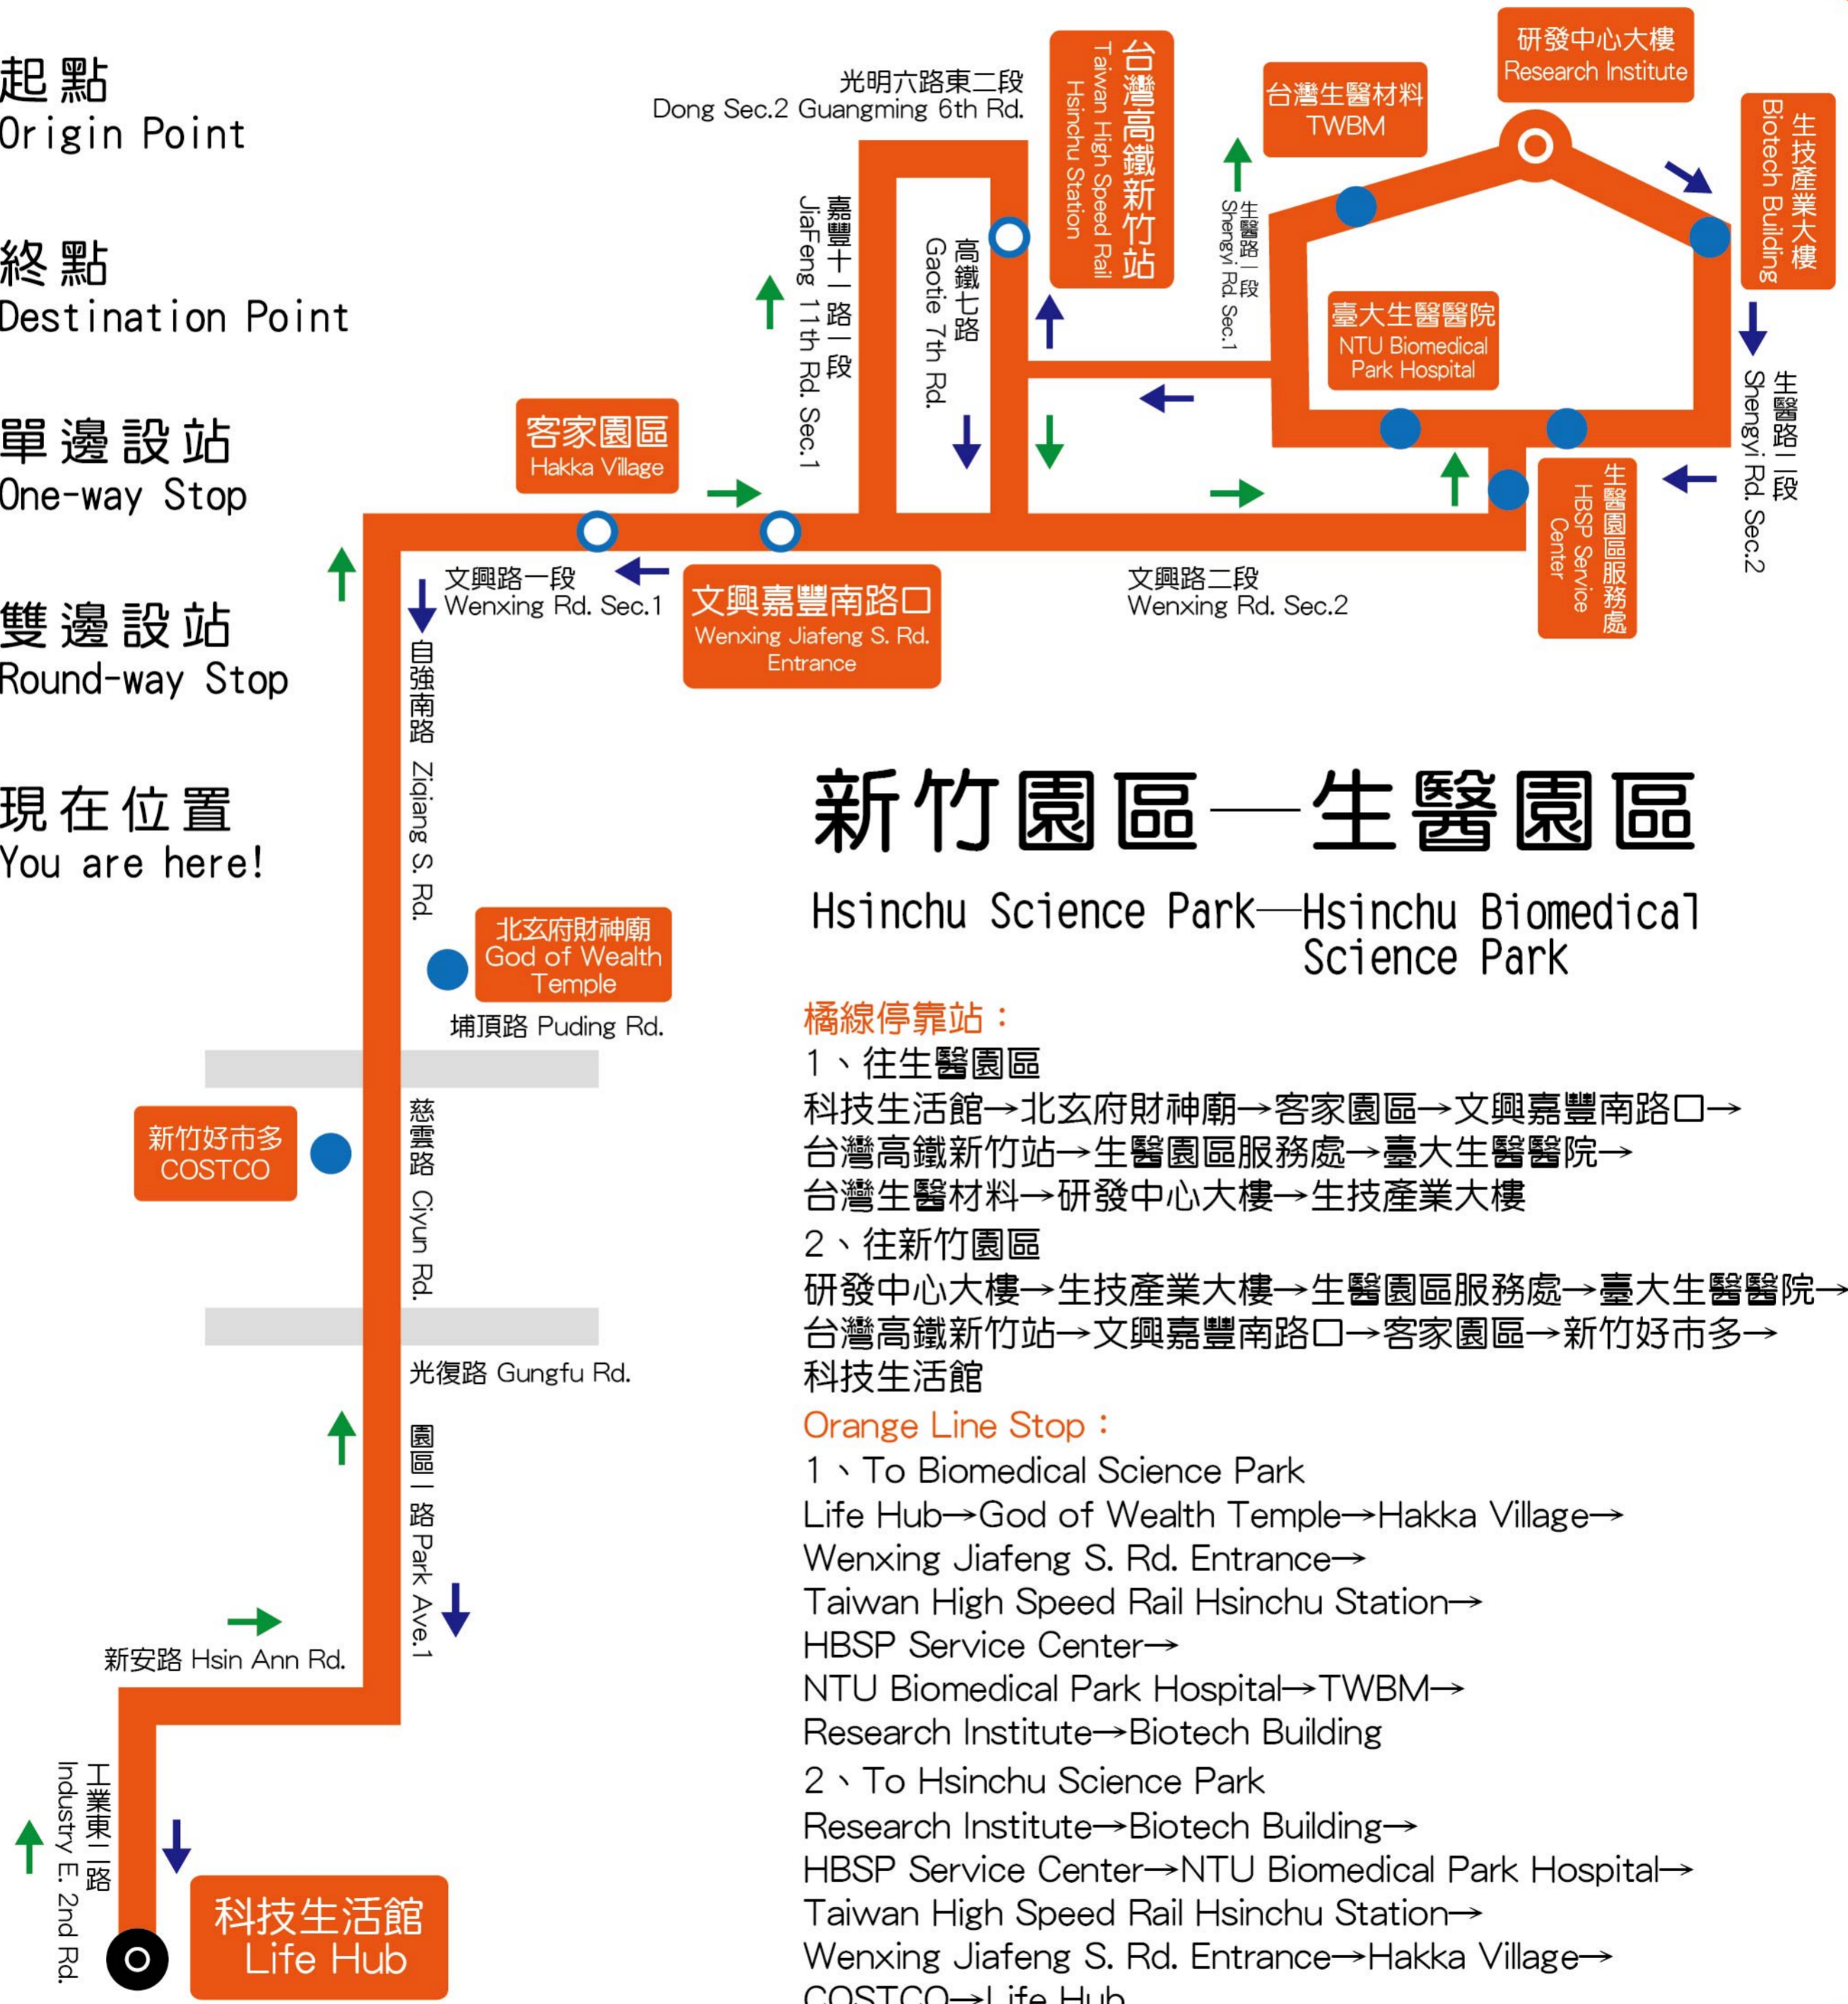 起點
Origin Point
終點
Destination Point
單邊設站
One-way Stop
雙邊設站
Round-way Stop
現在位置
You are here!
光明六路東二段
Dong Sec.2 Guangming 6th Rd.
台灣高鐵新竹站
Taiwan High Speed Rail
Hsinchu Station
台灣生醫材料
TWBM
研發中心大樓
Research Institute
生技產業大樓
Biotech Building
嘉豐十一路一段
JiaFeng 11th Rd. Sec.1
高鐵七路
Gaotie 7th Rd.
生醫路一段
Shengyi Rd. Sec.1
臺大生醫醫院
NTU Biomedical
Park Hospital
生醫路二段
Shengyi Rd. Sec.2
客家園區
Hakka Village
生醫園區服務處
HBSP Service
Center
文興路一段
Wenxing Rd. Sec.1
文興嘉豐南路口
Wenxing Jiafeng S. Rd.
Entrance
文興路二段
Wenxing Rd. Sec.2
自強南路 Ziqiang S. Rd.
北玄府財神廟
God of Wealth
Temple
埔頂路 Puding Rd.
新竹好市多
COSTCO
慈雲路 Ciyun Rd.
光復路 Gungfu Rd.
園區一路 Park Ave.1
新安路 Hsin Ann Rd.
工業東二路
Industry E. 2nd Rd.
科技生活館
Life Hub
新竹園區—生醫園區
Hsinchu Science Park—Hsinchu Biomedical
Science Park
橘線停靠站：
1、往生醫園區
科技生活館→北玄府財神廟→客家園區→文興嘉豐南路口→
台灣高鐵新竹站→生醫園區服務處→臺大生醫醫院→
台灣生醫材料→研發中心大樓→生技產業大樓
2、往新竹園區
研發中心大樓→生技產業大樓→生醫園區服務處→臺大生醫醫院→
台灣高鐵新竹站→文興嘉豐南路口→客家園區→新竹好市多→
科技生活館
Orange Line Stop：
1、To Biomedical Science Park
Life Hub→God of Wealth Temple→Hakka Village→
Wenxing Jiafeng S. Rd. Entrance→
Taiwan High Speed Rail Hsinchu Station→
HBSP Service Center→
NTU Biomedical Park Hospital→TWBM→
Research Institute→Biotech Building
2、To Hsinchu Science Park
Research Institute→Biotech Building→
HBSP Service Center→NTU Biomedical Park Hospital→
Taiwan High Speed Rail Hsinchu Station→
Wenxing Jiafeng S. Rd. Entrance→Hakka Village→
COSTCO→Life Hub